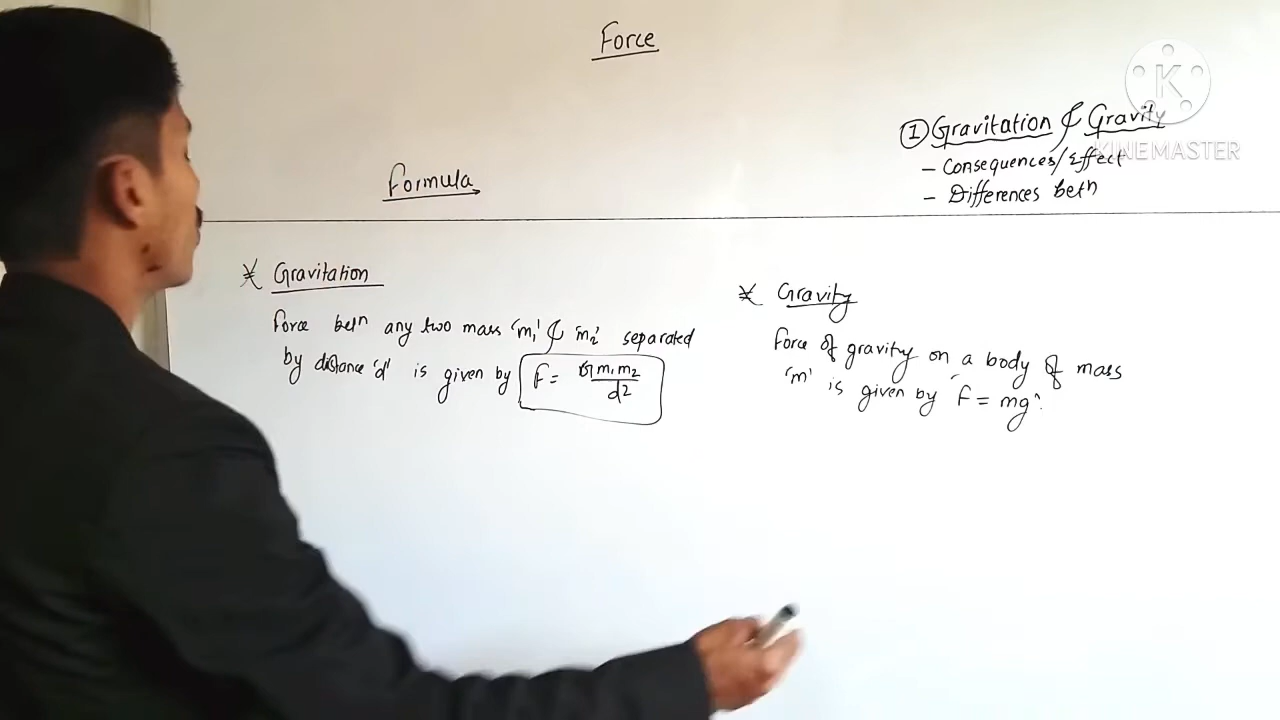 Force
① Gravitation & Gravity
- Consequences/Effect
- Differences betn
Formula
* Gravitation
Force betn any two mass 'm₁' & 'm₂' separated
by distance 'd' is given by F = Gm₁m₂/d²
* Gravity
Force of gravity on a body of mass
'm' is given by 'F = mg'.
K
KINEMASTER